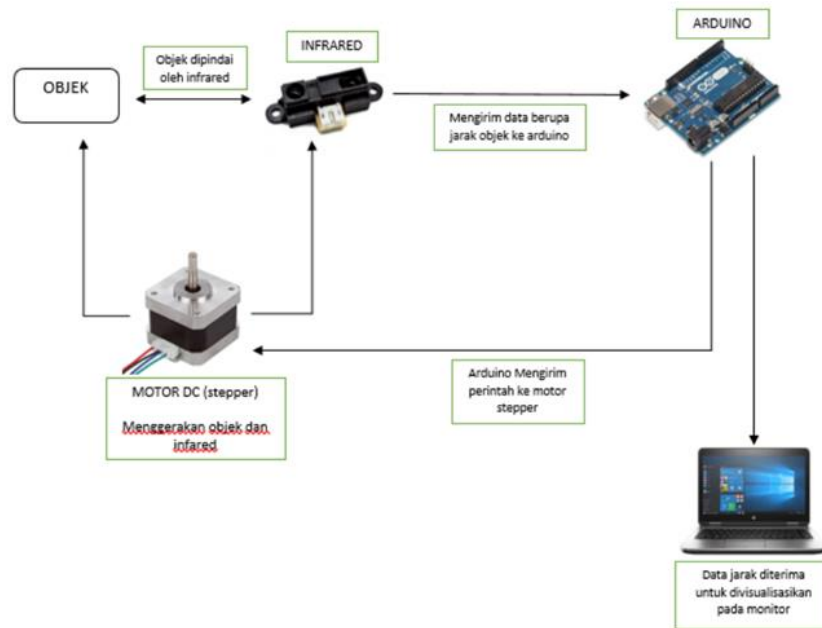 OBJEK
Objek dipindai
oleh infrared
INFRARED
ARDUINO
Mengirim data berupa
jarak objek ke arduino
MOTOR DC (stepper)
Menggerakan objek dan
infared
Arduino Mengirim
perintah ke motor
stepper
Data jarak diterima
untuk divisualisasikan
pada monitor